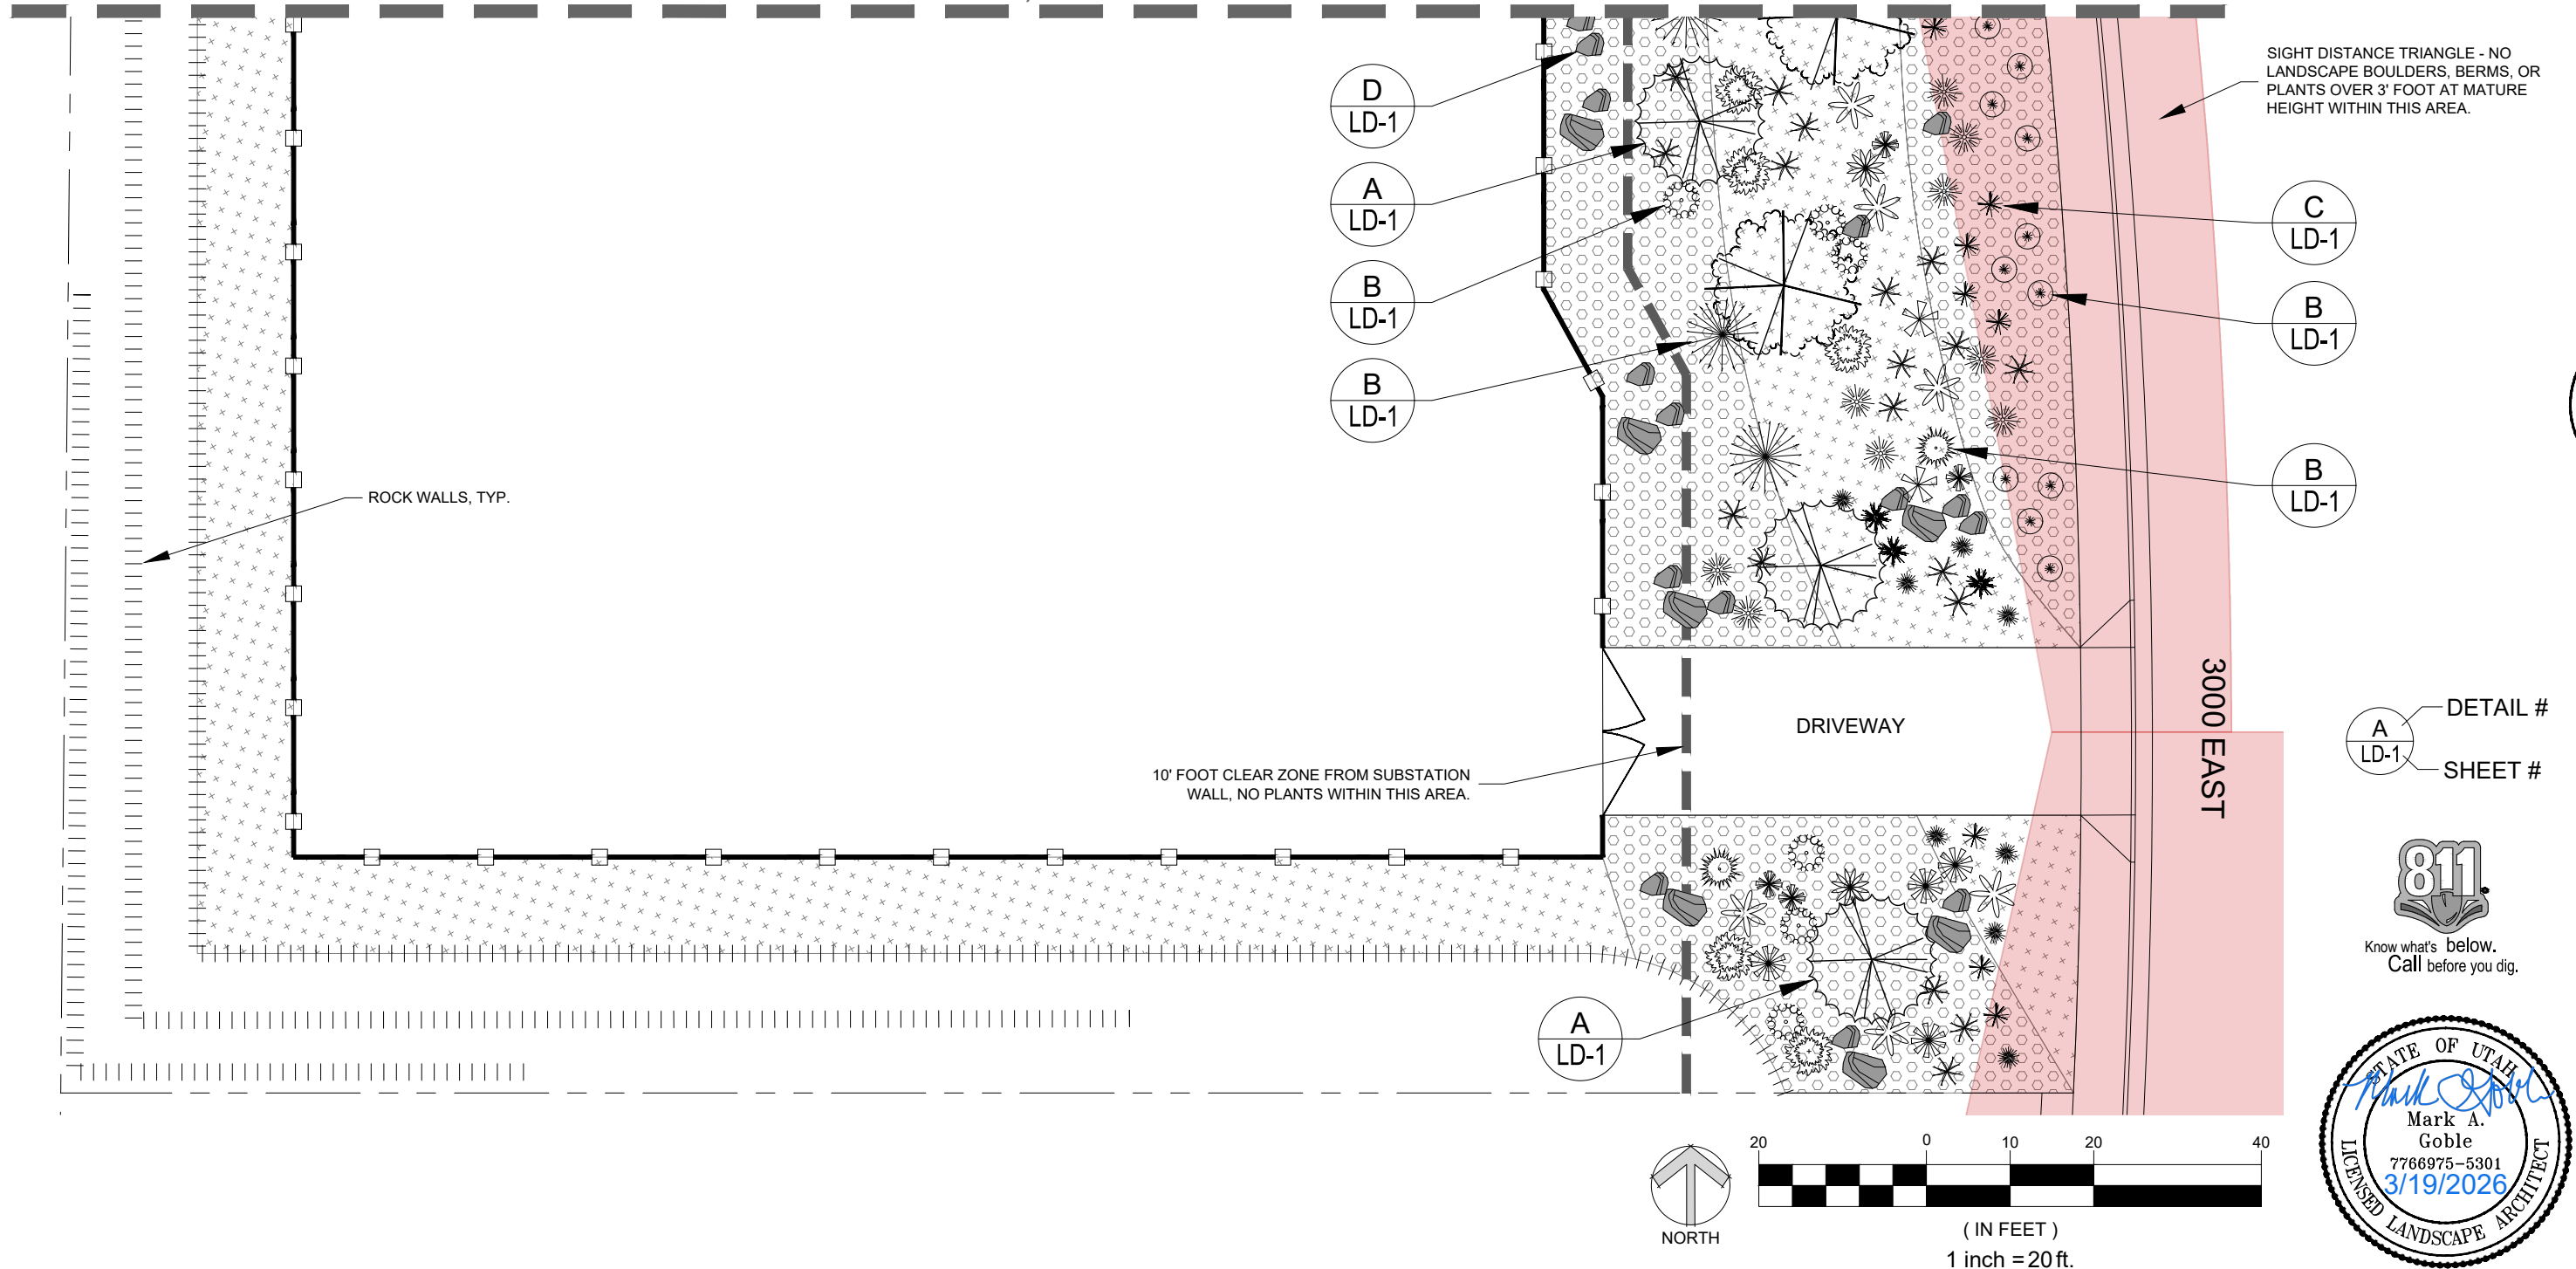 SIGHT DISTANCE TRIANGLE - NO
LANDSCAPE BOULDERS, BERMS, OR
PLANTS OVER 3' FOOT AT MATURE
HEIGHT WITHIN THIS AREA.
D
LD-1
A
LD-1
B
LD-1
B
LD-1
C
LD-1
B
LD-1
B
LD-1
ROCK WALLS, TYP.
3000 EAST
DRIVEWAY
10' FOOT CLEAR ZONE FROM SUBSTATION
WALL, NO PLANTS WITHIN THIS AREA.
A
LD-1
DETAIL #
SHEET #
811
Know what's below.
Call before you dig.
A
LD-1
NORTH
20 0 10 20 40
( IN FEET )
1 inch = 20 ft.
STATE OF UTAH
Mark Goble
Mark A.
Goble
7766975-5301
3/19/2026
LICENSED LANDSCAPE ARCHITECT